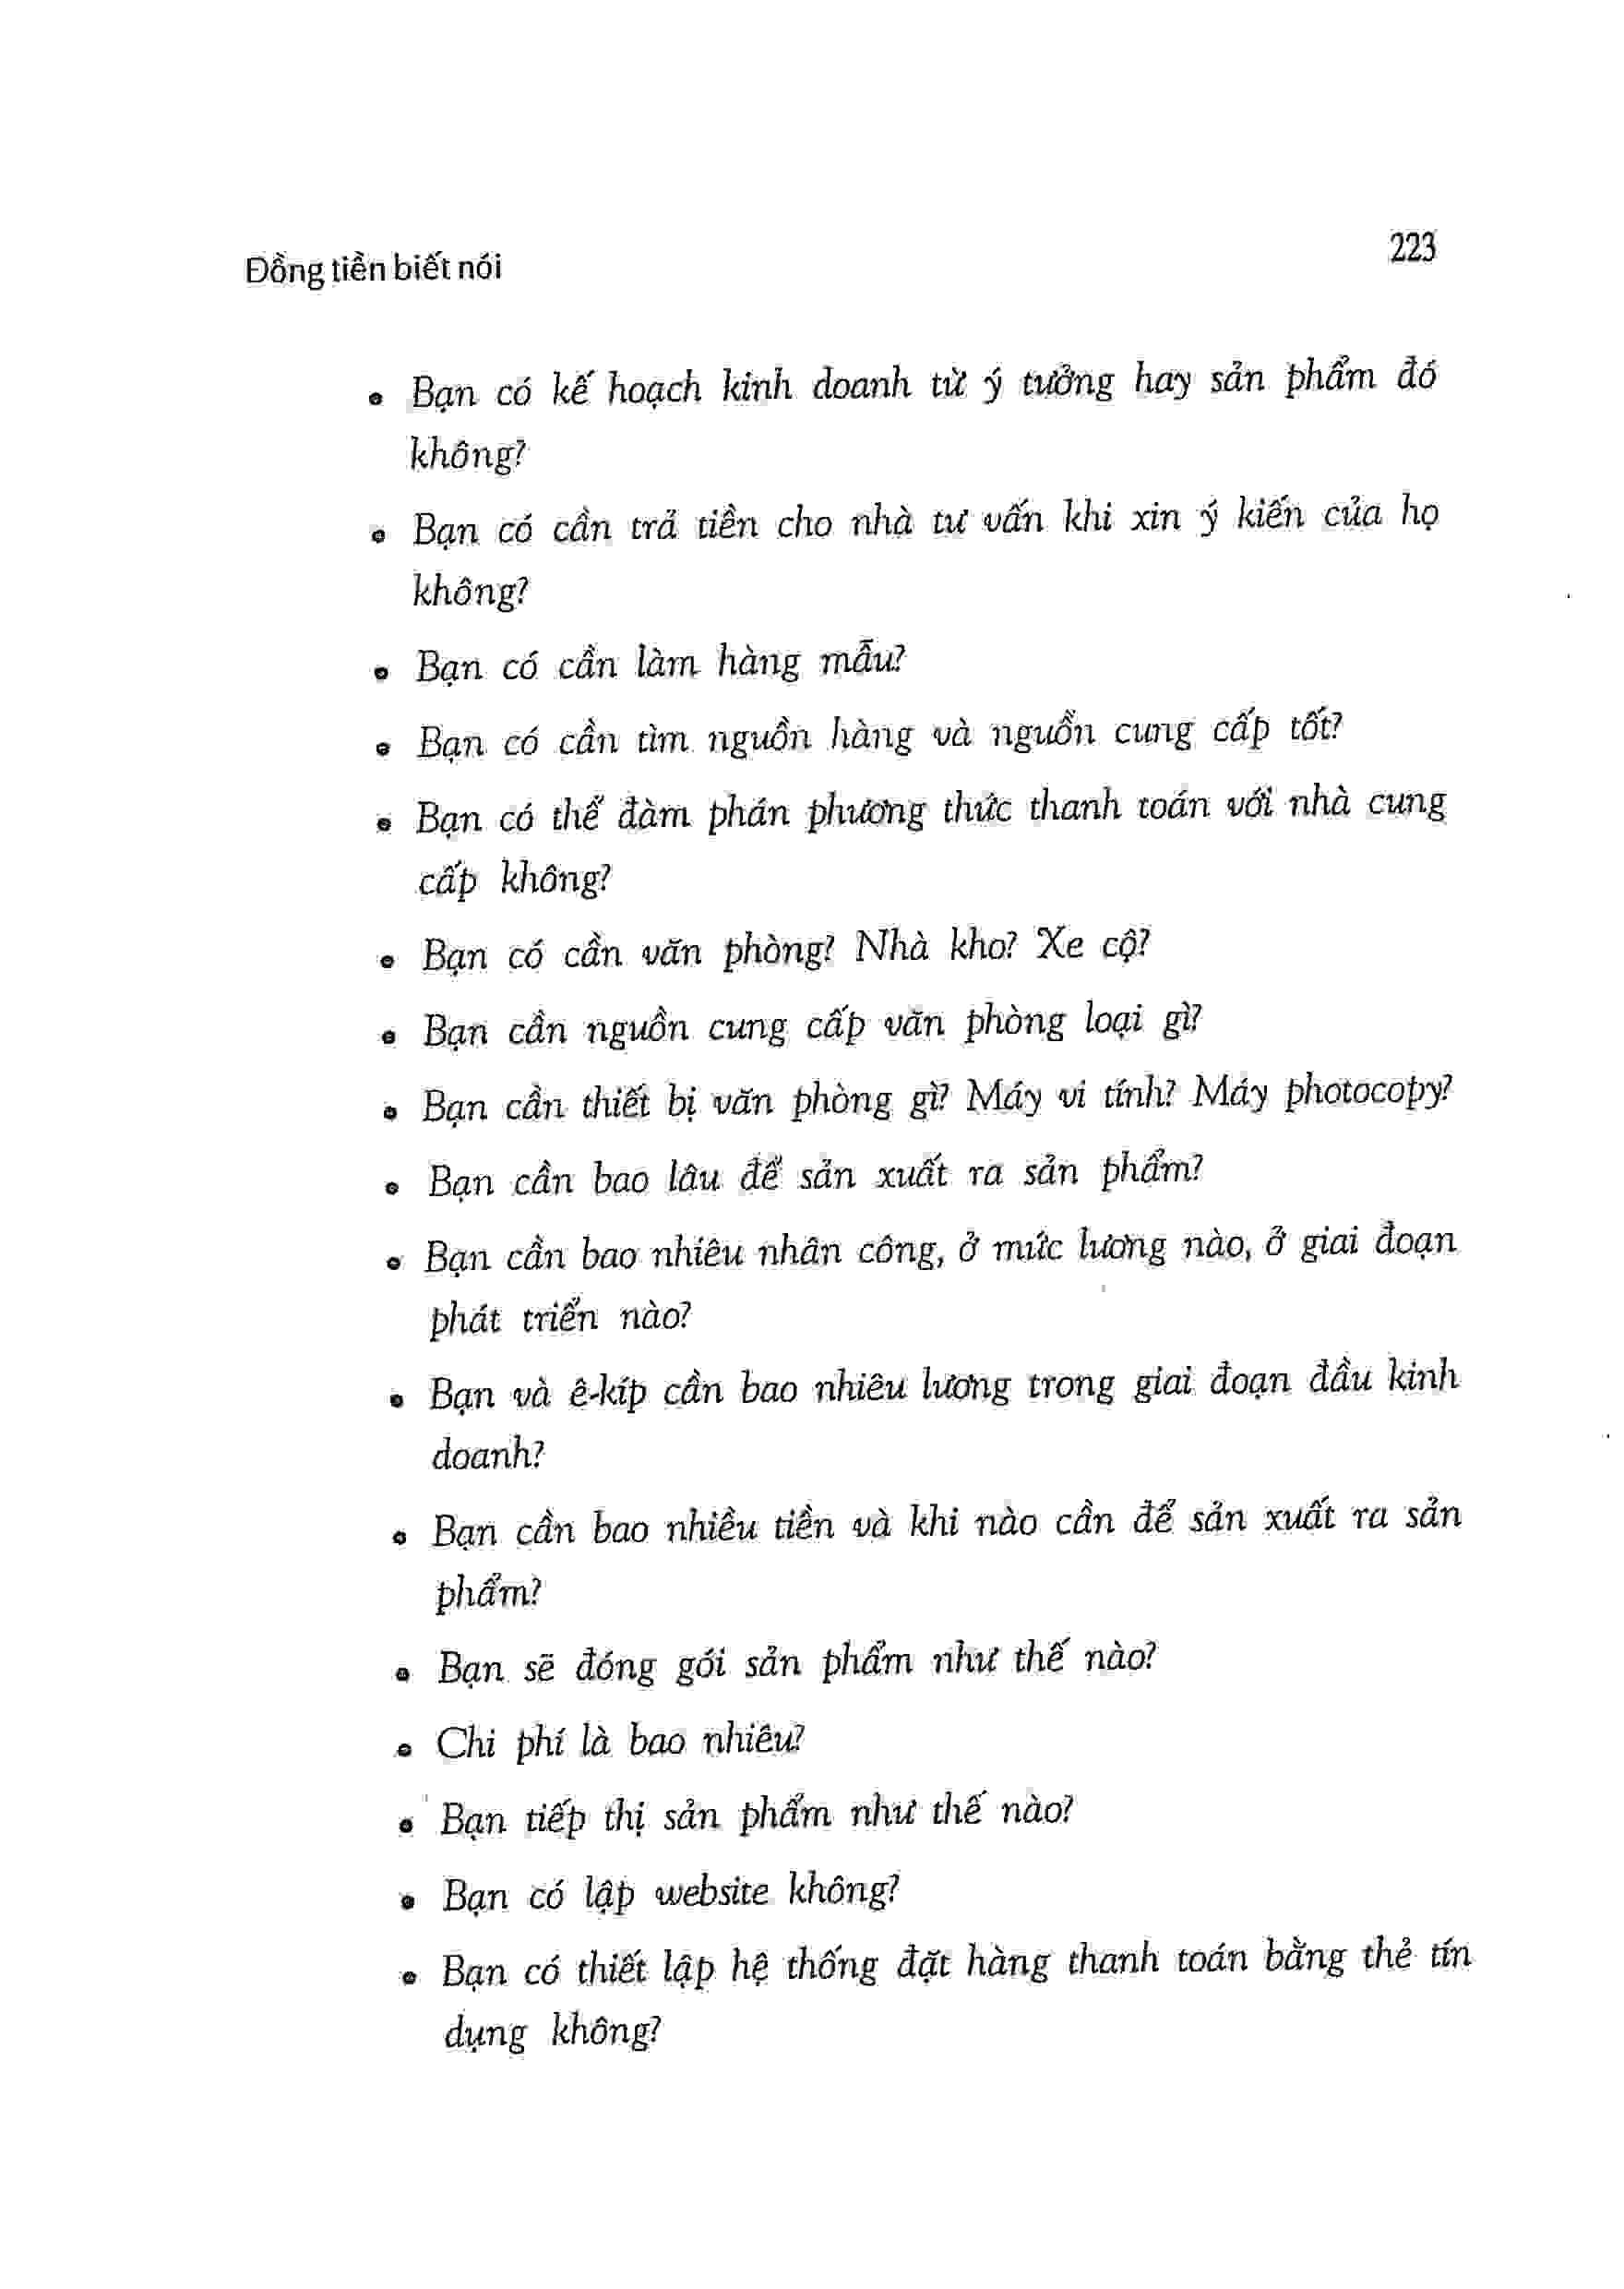 Đồng tiền biết nói
223
• Bạn có kế hoạch kinh doanh từ ý tưởng hay sản phẩm đó
không?
• Bạn có cần trả tiền cho nhà tư vấn khi xin ý kiến của họ
không?
• Bạn có cần làm hàng mẫu?
• Bạn có cần tìm nguồn hàng và nguồn cung cấp tốt?
• Bạn có thể đàm phán phương thức thanh toán với nhà cung
cấp không?
• Bạn có cần văn phòng? Nhà kho? Xe cộ?
• Bạn cần nguồn cung cấp văn phòng loại gì?
• Bạn cần thiết bị văn phòng gì? Máy vi tính? Máy photocopy?
• Bạn cần bao lâu để sản xuất ra sản phẩm?
• Bạn cần bao nhiêu nhân công, ở mức lương nào, ở giai đoạn
phát triển nào?
• Bạn và ê-kíp cần bao nhiêu lương trong giai đoạn đầu kinh
doanh?
• Bạn cần bao nhiêu tiền và khi nào cần để sản xuất ra sản
phẩm?
• Bạn sẽ đóng gói sản phẩm như thế nào?
• Chi phí là bao nhiêu?
• Bạn tiếp thị sản phẩm như thế nào?
• Bạn có lập website không?
• Bạn có thiết lập hệ thống đặt hàng thanh toán bằng thẻ tín
dụng không?